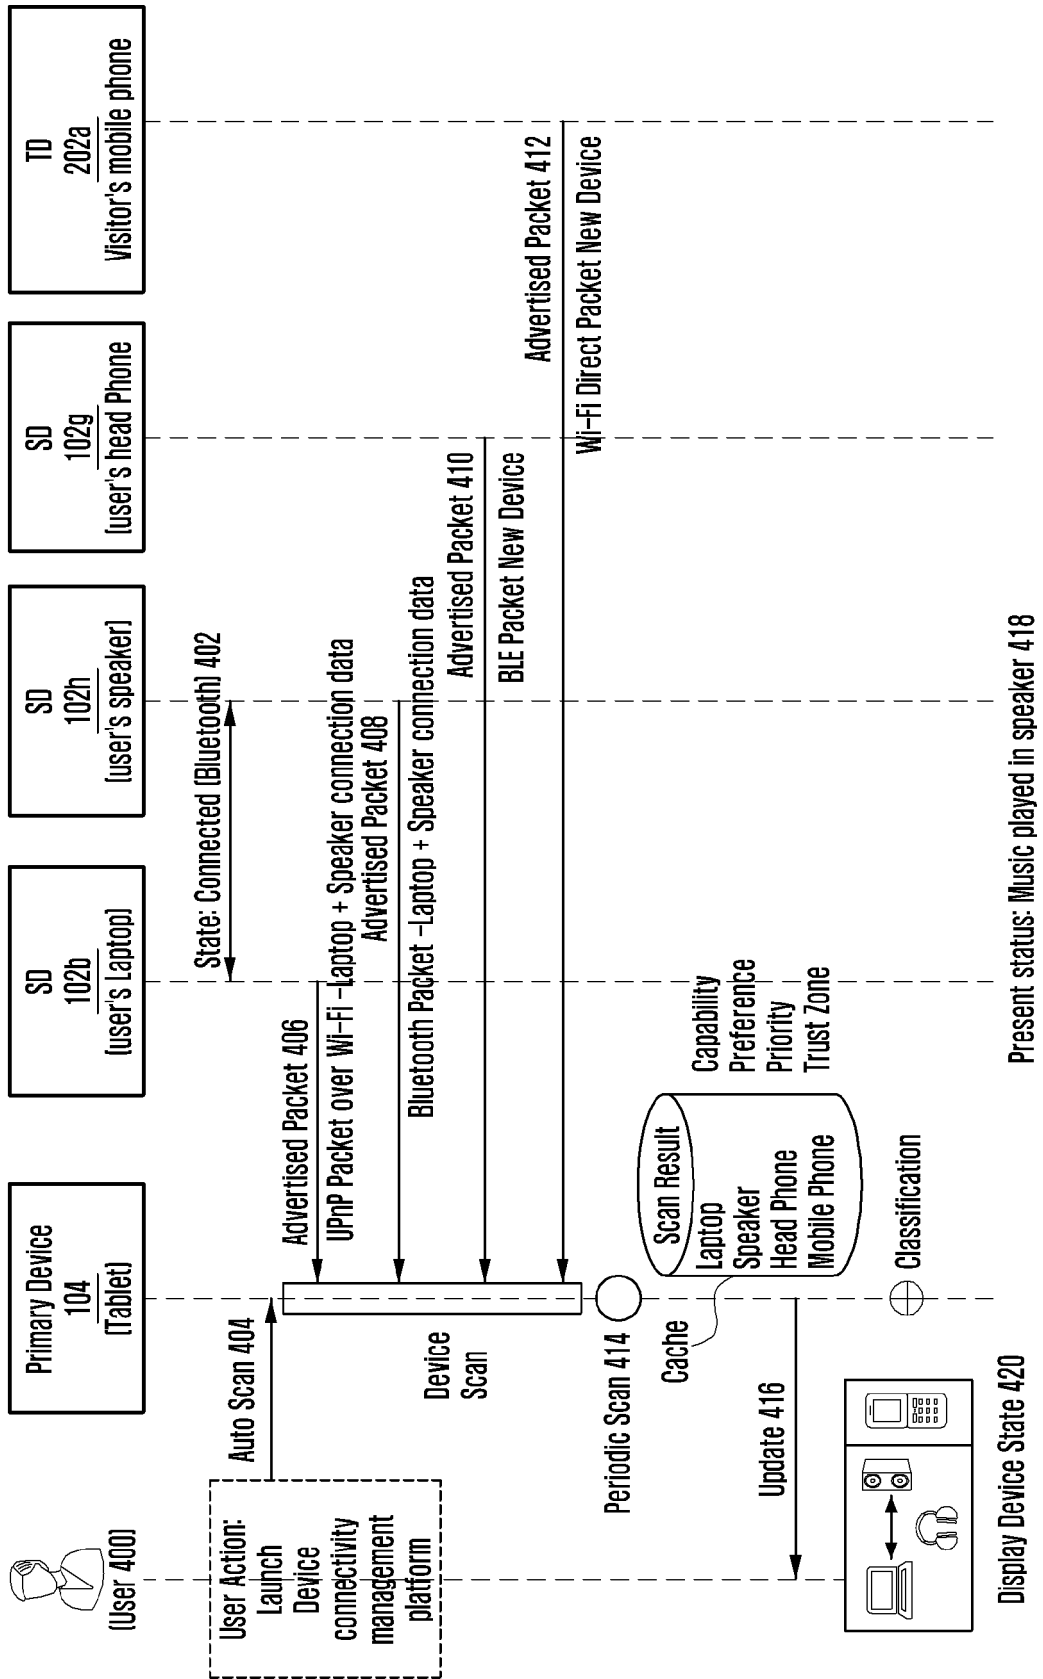 (User 400)
Primary Device
104
(Tablet)
SD
102b
(user's Laptop)
SD
102h
(user's speaker)
SD
102g
(user's head Phone
TD
202a
Visitor's mobile phone
User Action:
Launch
Device
connectivity
management
platform
State: Connected (Bluetooth) 402
Auto Scan 404
Advertised Packet 406
UPnP Packet over Wi-Fi -Laptop + Speaker connection data
Advertised Packet 408
Bluetooth Packet -Laptop + Speaker connection data
Device
Scan
Advertised Packet 410
BLE Packet New Device
Advertised Packet 412
Wi-Fi Direct Packet New Device
Periodic Scan 414
Cache
Scan Result
Laptop
Speaker
Head Phone
Mobile Phone
Capability
Preference
Priority
Trust Zone
Update 416
Classification
Display Device State 420
Present status: Music played in speaker 418